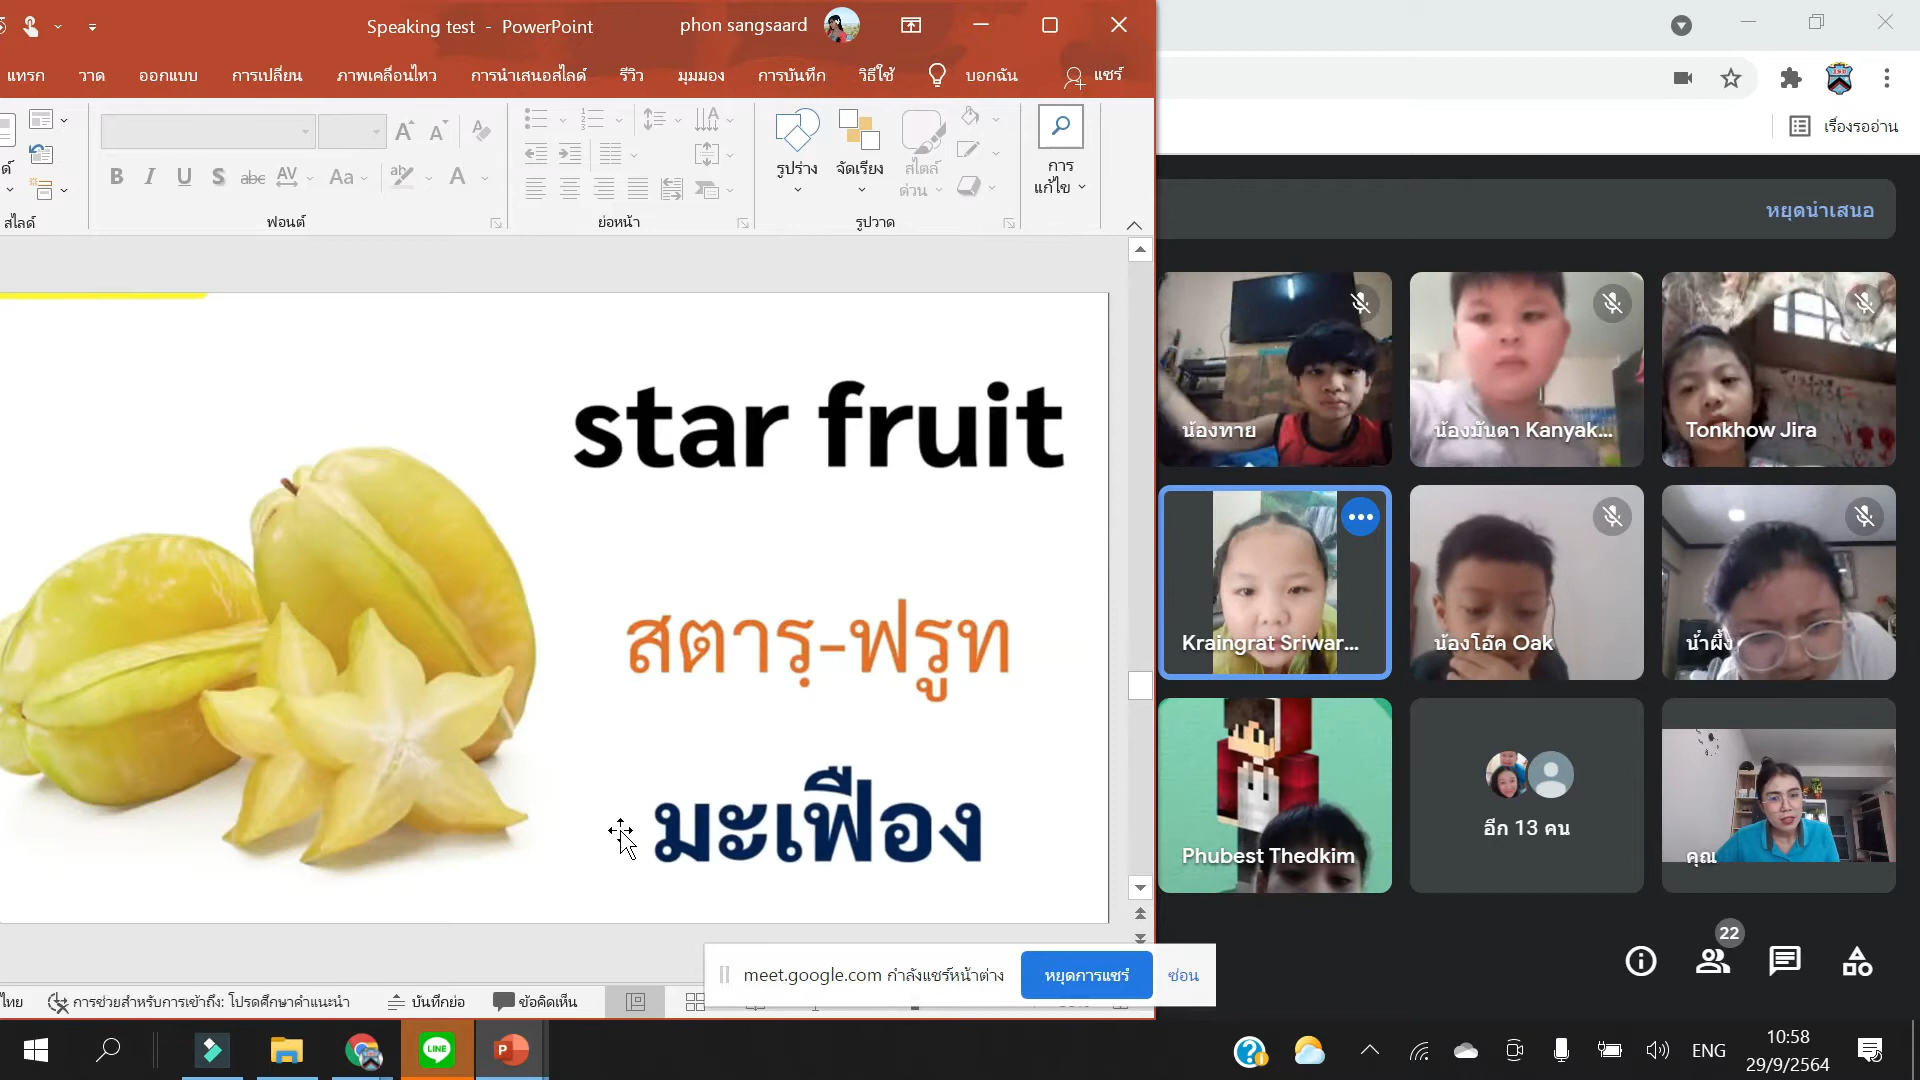 Speaking test - PowerPoint
phon sangsaard
แทรก วาด ออกแบบ การเปลี่ยน ภาพเคลื่อนไหว การนำเสนอสไลด์ รีวิว มุมมอง การบันทึก วิธีใช้ บอกฉัน แชร์
รูปร่าง จัดเรียง สไตล์ด่วน การแก้ไข
สไลด์ ฟอนต์ ย่อหน้า รูปวาด
star fruit
สตารฺ-ฟรูท
มะเฟือง
เรื่องรออ่าน
หยุดนำเสนอ
น้องทาย
น้องมันตา Kanyak...
Tonkhow Jira
Kraingrat Sriwar...
น้องโอ๊ค Oak
น้ำผึ้ง
Phubest Thedkim
อีก 13 คน
คุณ
22
meet.google.com กำลังแชร์หน้าต่าง
หยุดการแชร์
ซ่อน
ไทย การช่วยสำหรับการเข้าถึง: โปรดศึกษาคำแนะนำ บันทึกย่อ ข้อคิดเห็น
LINE
ENG
10:58
29/9/2564